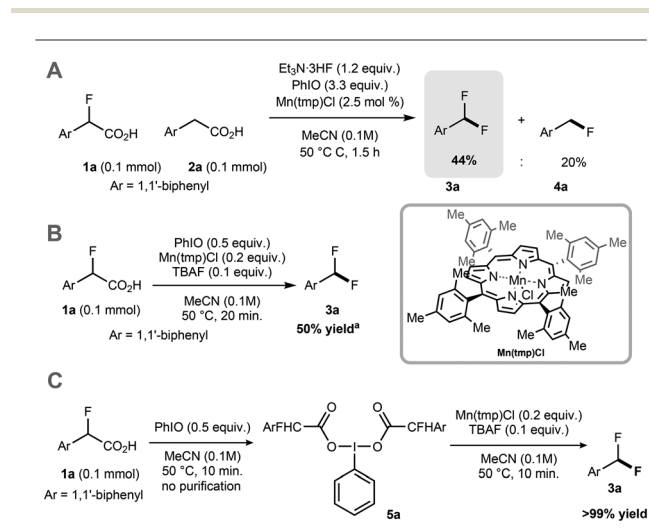 A
F
Ar
CO₂H
1a (0.1 mmol)
Ar
CO₂H
2a (0.1 mmol)
Ar = 1,1'-biphenyl
Et₃N·3HF (1.2 equiv.)
PhIO (3.3 equiv.)
Mn(tmp)Cl (2.5 mol %)
MeCN (0.1M)
50 °C C, 1.5 h
F
Ar
F
44%
3a
+
:
Ar
F
20%
4a
B
F
Ar
CO₂H
1a (0.1 mmol)
Ar = 1,1'-biphenyl
PhIO (0.5 equiv.)
Mn(tmp)Cl (0.2 equiv.)
TBAF (0.1 equiv.)
MeCN (0.1M)
50 °C, 20 min.
F
Ar
F
3a
50% yieldᵃ
Me
Me
Me
Me
Me
Me
N
N
Mn
N
Cl
N
Me
Me
Me
Me
Me
Me
Mn(tmp)Cl
C
F
Ar
CO₂H
1a (0.1 mmol)
Ar = 1,1'-biphenyl
PhIO (0.5 equiv.)
MeCN (0.1M)
50 °C, 10 min.
no purification
O
O
ArFHC
CFHAr
O
I
O
5a
Mn(tmp)Cl (0.2 equiv.)
TBAF (0.1 equiv.)
MeCN (0.1M)
50 °C, 10 min.
F
Ar
F
3a
>99% yield